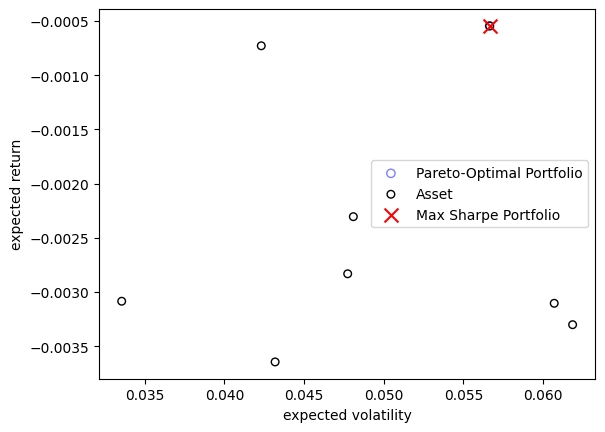 −0.0005
−0.0010
−0.0015
−0.0020
−0.0025
−0.0030
−0.0035
expected return
Pareto-Optimal Portfolio
Asset
Max Sharpe Portfolio
0.035
0.040
0.045
0.050
0.055
0.060
expected volatility